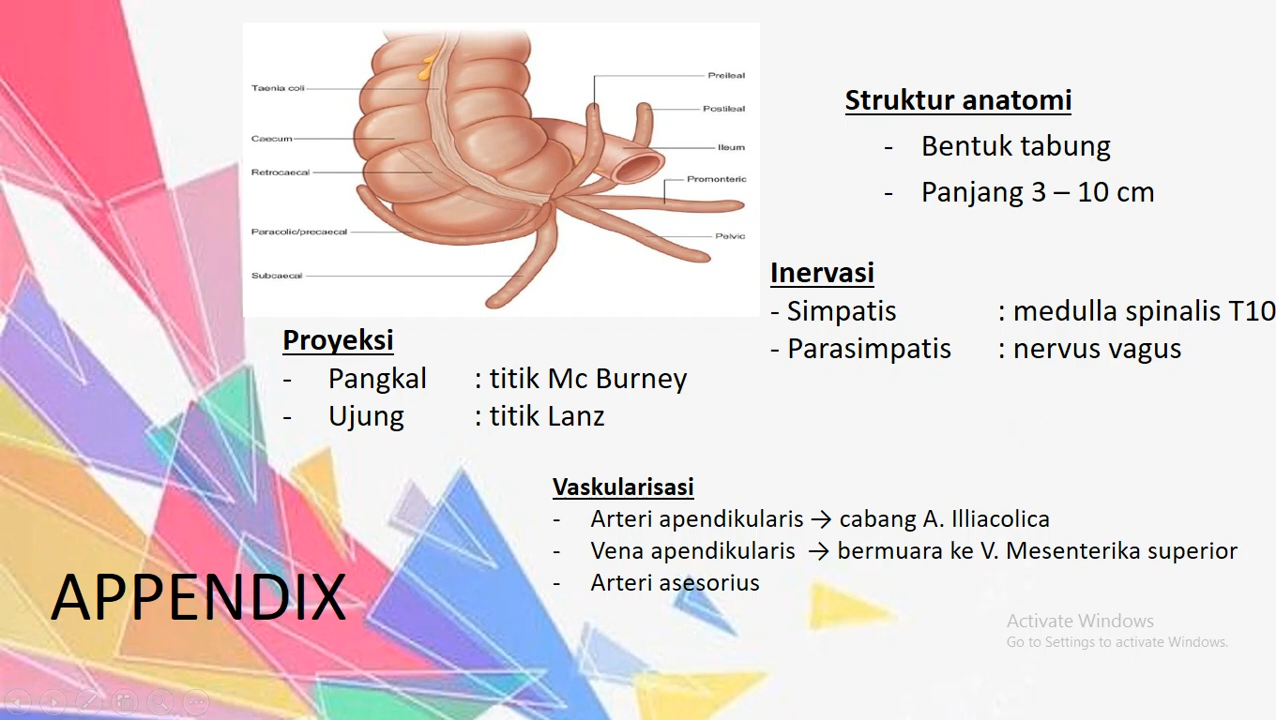 Taenia coli
Caecum
Retrocaecal
Paracolic/precaecal
Subcaecal
Preileal
Postileal
Ileum
Promonteric
Pelvic
Struktur anatomi
- Bentuk tabung
- Panjang 3 – 10 cm
Inervasi
- Simpatis : medulla spinalis T10
- Parasimpatis : nervus vagus
Proyeksi
- Pangkal : titik Mc Burney
- Ujung : titik Lanz
Vaskularisasi
- Arteri apendikularis → cabang A. Illiacolica
- Vena apendikularis → bermuara ke V. Mesenterika superior
- Arteri asesorius
APPENDIX
Activate Windows
Go to Settings to activate Windows.